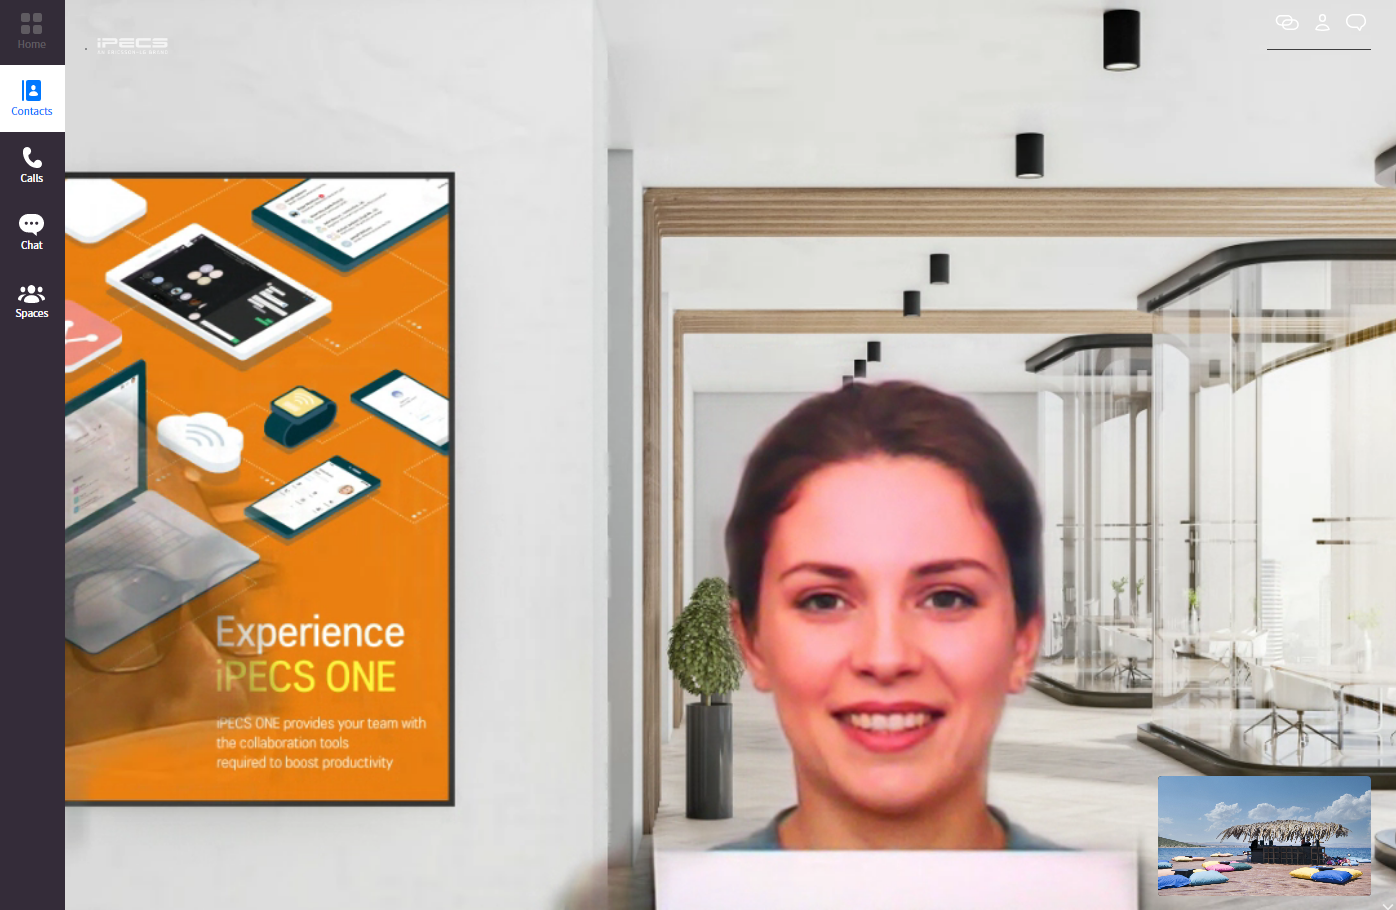 Home
iPECS
Contacts
Calls
Chat
Spaces
Experience
iPECS ONE
iPECS ONE provides your team with
the collaboration tools
required to boost productivity